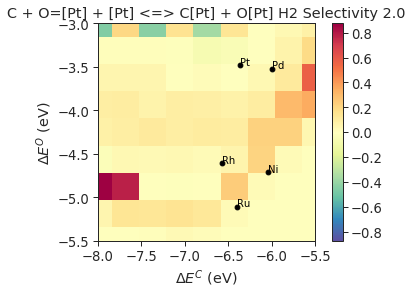 C + O=[Pt] + [Pt] <=> C[Pt] + O[Pt] H2 Selectivity 2.0
−3.0
−3.5
−4.0
−4.5
−5.0
−5.5
ΔE^O (eV)
Pt
Pd
Rh
Ni
Ru
−8.0 −7.5 −7.0 −6.5 −6.0 −5.5
ΔE^C (eV)
0.8
0.6
0.4
0.2
0.0
−0.2
−0.4
−0.6
−0.8